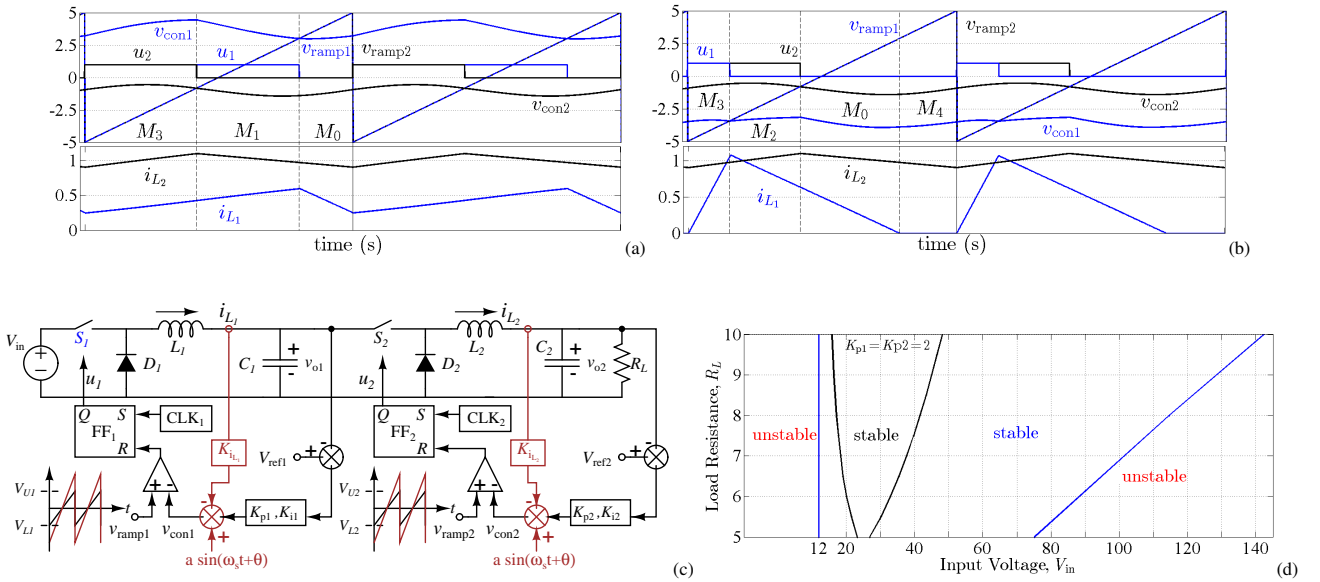 5
2.5
0
-2.5
-5
v_con1
u_2
u_1
v_ramp1
v_ramp2
v_con2
M_3
M_1
M_0
1
0.5
0
i_L2
i_L1
time (s)
(a)
5
2.5
0
-2.5
-5
u_1
u_2
v_ramp1
v_ramp2
M_3
M_2
M_0
M_4
v_con2
v_con1
1
0.5
0
i_L2
i_L1
time (s)
(b)
V_in
S_1
D_1
L_1
i_L1
C_1
v_o1
S_2
D_2
L_2
i_L2
C_2
v_o2
R_L
u_1
u_2
Q S
FF_1
R
CLK_1
Q S
FF_2
R
CLK_2
K_iL1
K_iL2
V_ref1
V_ref2
V_U1
V_L1
t
v_ramp1
v_con1
K_p1,K_i1
V_U2
V_L2
t
v_ramp2
v_con2
K_p2,K_i2
a sin(ω_s t+θ)
a sin(ω_s t+θ)
(c)
Load Resistance, R_L
10
9
8
7
6
5
K_p1=Kp2=2
unstable
stable
stable
unstable
12 20 40 60 80 100 120 140
Input Voltage, V_in
(d)